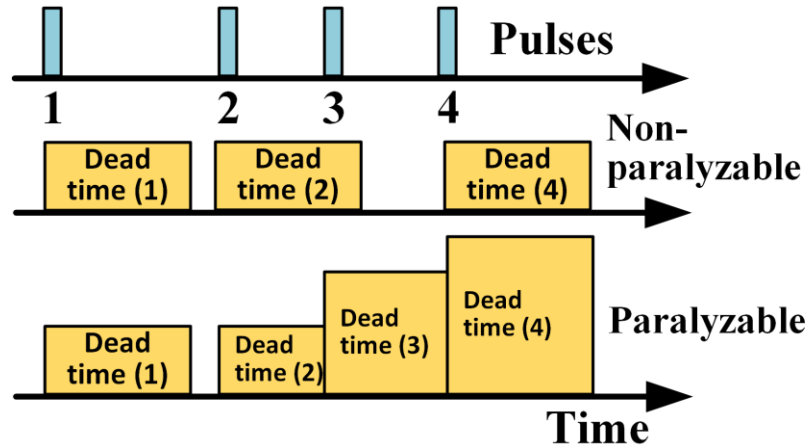 Pulses
1 2 3 4
Non-
paralyzable
Dead
time (1)
Dead
time (2)
Dead
time (4)
Dead
time (1)
Dead
time (2)
Dead
time (3)
Dead
time (4)
Paralyzable
Time